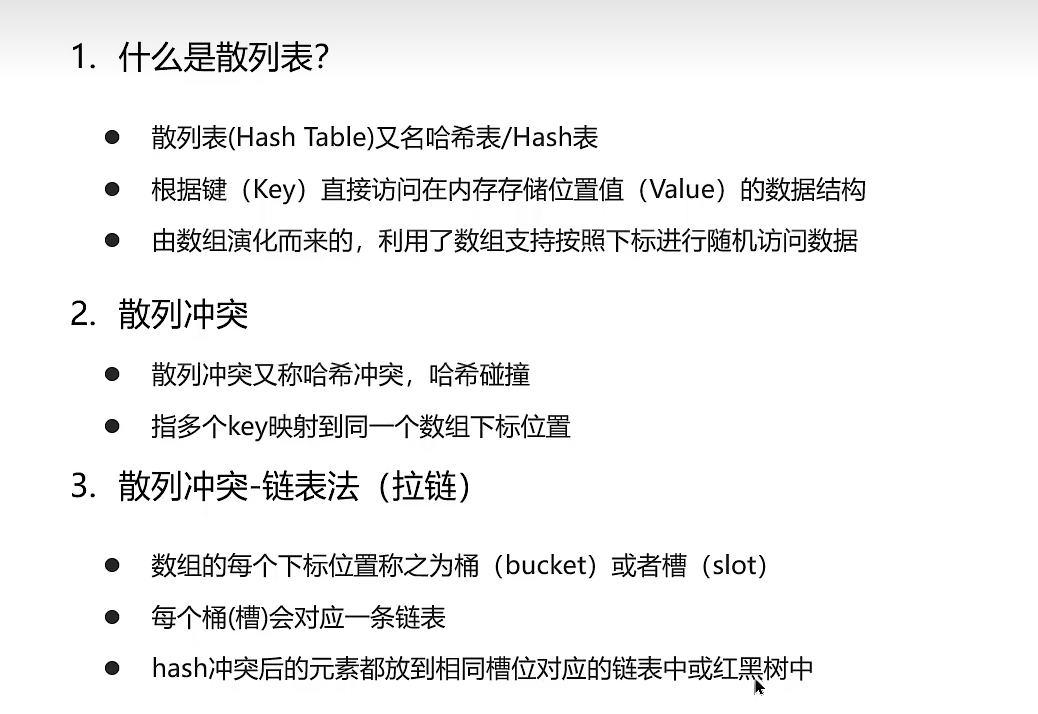 1. 什么是散列表？
● 散列表(Hash Table)又名哈希表/Hash表
● 根据键（Key）直接访问在内存存储位置值（Value）的数据结构
● 由数组演化而来的，利用了数组支持按照下标进行随机访问数据
2. 散列冲突
● 散列冲突又称哈希冲突，哈希碰撞
● 指多个key映射到同一个数组下标位置
3. 散列冲突-链表法（拉链）
● 数组的每个下标位置称之为桶（bucket）或者槽（slot）
● 每个桶(槽)会对应一条链表
● hash冲突后的元素都放到相同槽位对应的链表中或红黑树中